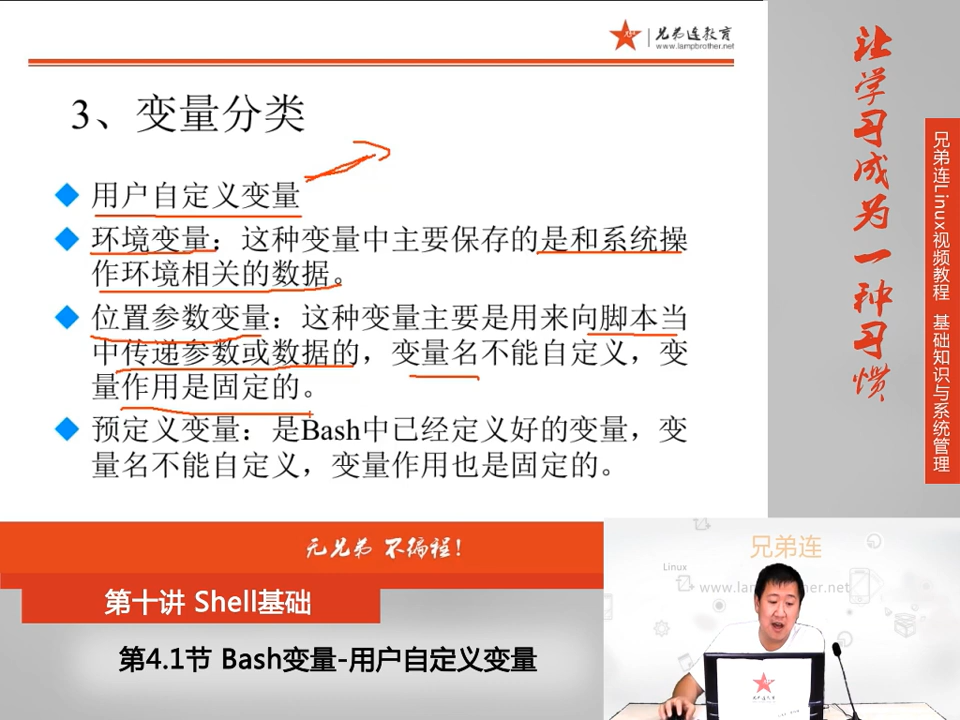 兄弟连教育
www.lampbrother.net
3、变量分类
用户自定义变量
环境变量：这种变量中主要保存的是和系统操
作环境相关的数据。
位置参数变量：这种变量主要是用来向脚本当
中传递参数或数据的，变量名不能自定义，变
量作用是固定的。
预定义变量：是Bash中已经定义好的变量，变
量名不能自定义，变量作用也是固定的。
让学习成为一种习惯
兄弟连Linux视频教程 基础知识与系统管理
无兄弟 不编程！
第十讲 Shell基础
第4.1节 Bash变量-用户自定义变量
兄弟连
Linux